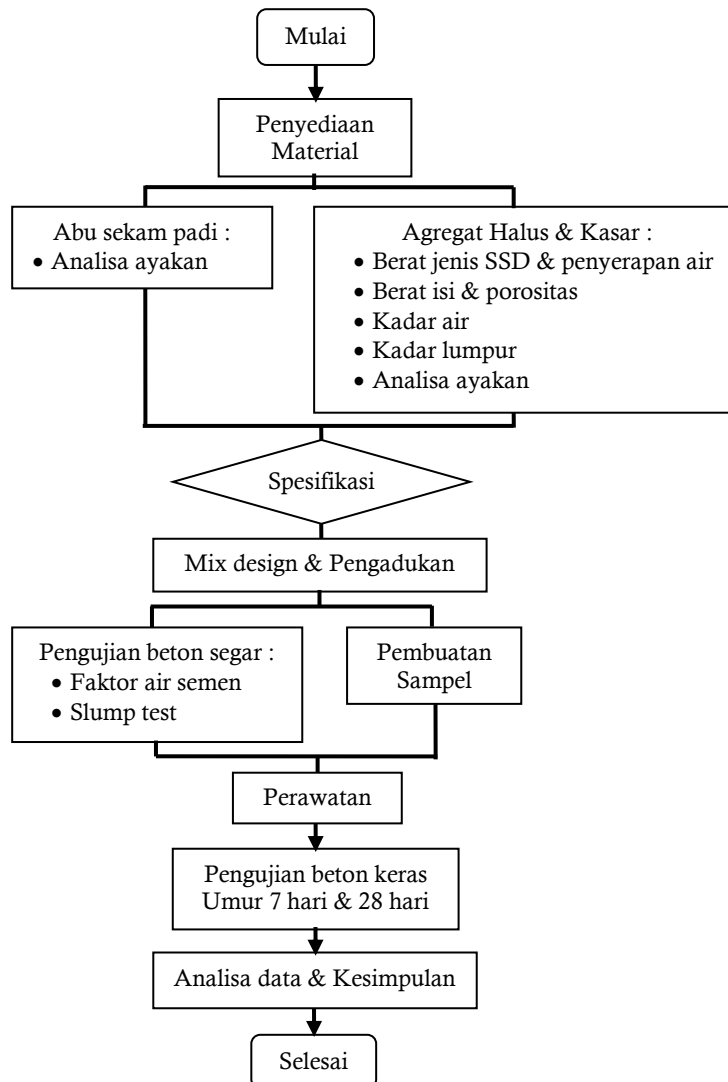 Mulai
Penyediaan
Material
Abu sekam padi :
• Analisa ayakan
Agregat Halus & Kasar :
• Berat jenis SSD & penyerapan air
• Berat isi & porositas
• Kadar air
• Kadar lumpur
• Analisa ayakan
Spesifikasi
Mix design & Pengadukan
Pengujian beton segar :
• Faktor air semen
• Slump test
Pembuatan
Sampel
Perawatan
Pengujian beton keras
Umur 7 hari & 28 hari
Analisa data & Kesimpulan
Selesai